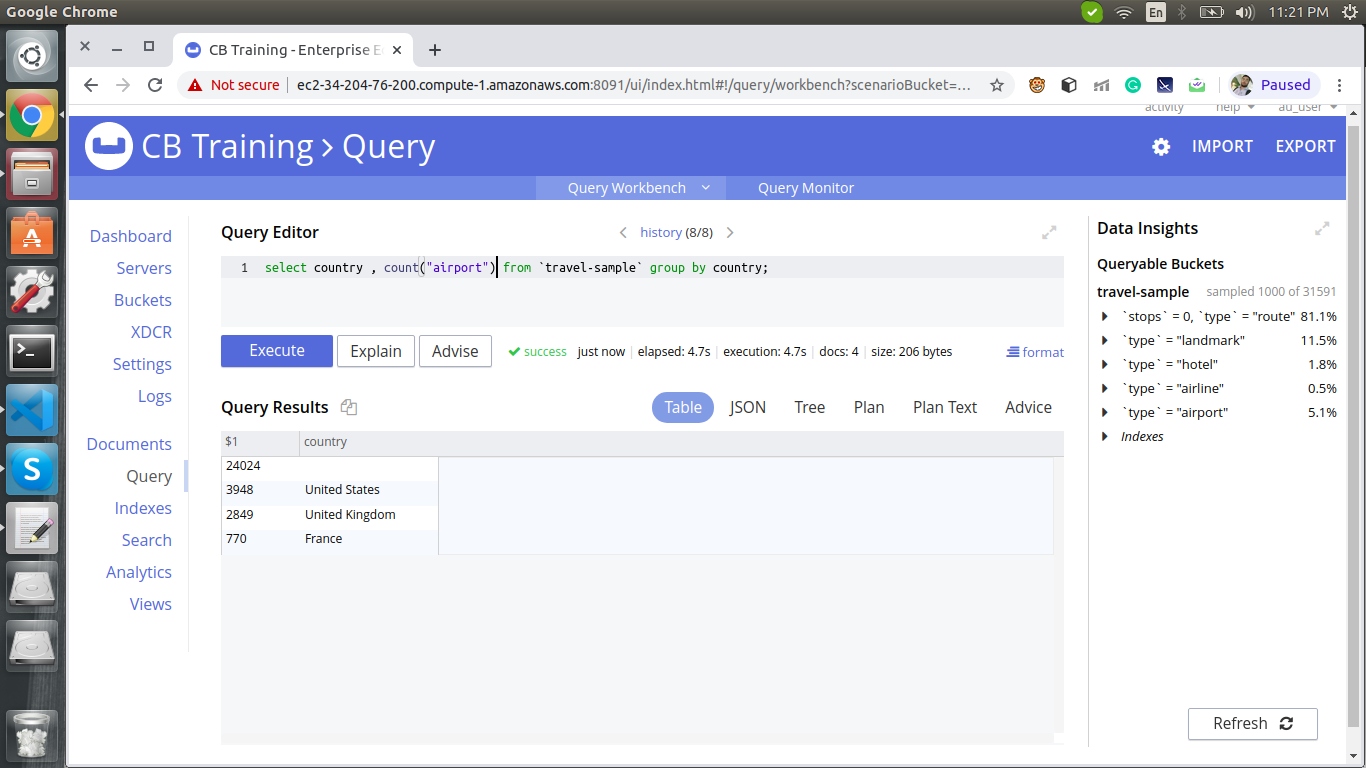 Google Chrome
En
11:21 PM
CB Training - Enterprise E
Not secure
ec2-34-204-76-200.compute-1.amazonaws.com:8091/ui/index.html#!/query/workbench?scenarioBucket=...
Paused
activity
help
au_user
CB Training > Query
IMPORT
EXPORT
Query Workbench
Query Monitor
Dashboard
Servers
Buckets
XDCR
Settings
Logs
Documents
Query
Indexes
Search
Analytics
Views
Query Editor
history (8/8)
1 select country , count("airport") from `travel-sample` group by country;
Execute
Explain
Advise
success
just now
elapsed: 4.7s
execution: 4.7s
docs: 4
size: 206 bytes
format
Query Results
Table
JSON
Tree
Plan
Plan Text
Advice
$1 country
24024
3948 United States
2849 United Kingdom
770 France
Data Insights
Queryable Buckets
travel-sample sampled 1000 of 31591
`stops` = 0, `type` = "route" 81.1%
`type` = "landmark" 11.5%
`type` = "hotel" 1.8%
`type` = "airline" 0.5%
`type` = "airport" 5.1%
Indexes
Refresh